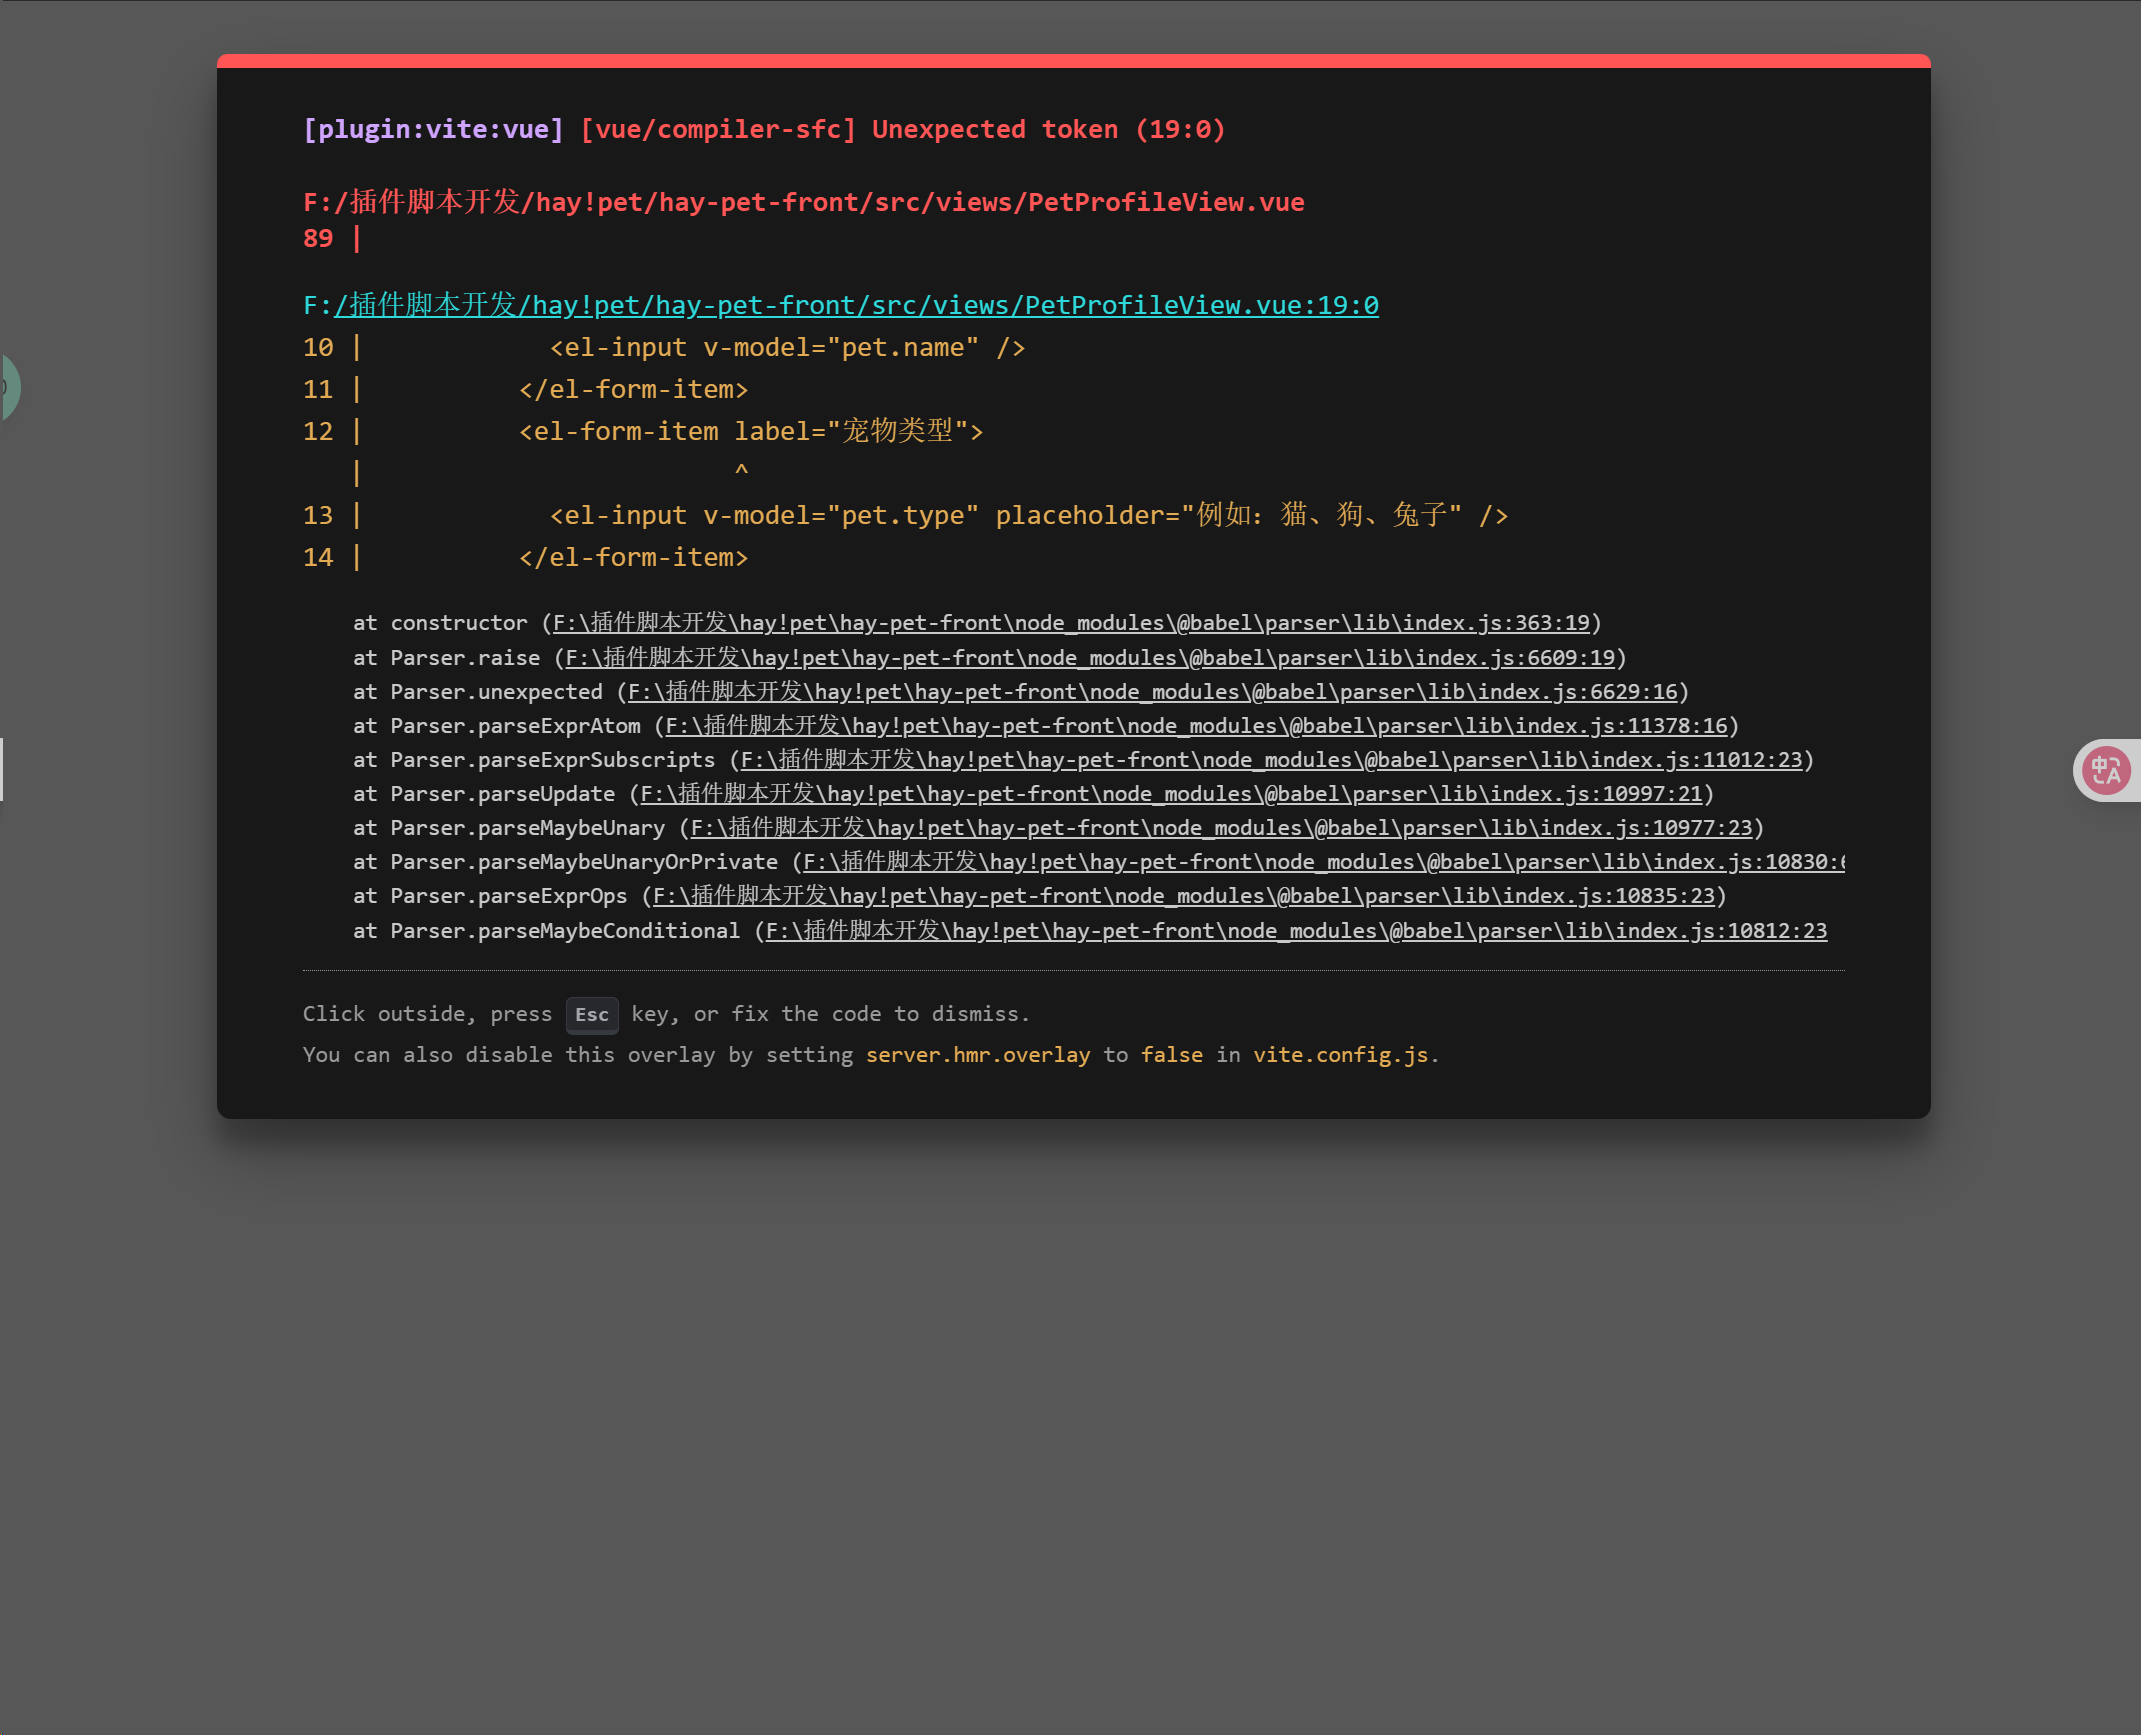 [plugin:vite:vue] [vue/compiler-sfc] Unexpected token (19:0)
F:/插件脚本开发/hay!pet/hay-pet-front/src/views/PetProfileView.vue
89 |
F:/插件脚本开发/hay!pet/hay-pet-front/src/views/PetProfileView.vue:19:0
10 |            <el-input v-model="pet.name" />
11 |          </el-form-item>
12 |          <el-form-item label="宠物类型">
   |                        ^
13 |            <el-input v-model="pet.type" placeholder="例如：猫、狗、兔子" />
14 |          </el-form-item>
at constructor (F:\插件脚本开发\hay!pet\hay-pet-front\node_modules\@babel\parser\lib\index.js:363:19)
at Parser.raise (F:\插件脚本开发\hay!pet\hay-pet-front\node_modules\@babel\parser\lib\index.js:6609:19)
at Parser.unexpected (F:\插件脚本开发\hay!pet\hay-pet-front\node_modules\@babel\parser\lib\index.js:6629:16)
at Parser.parseExprAtom (F:\插件脚本开发\hay!pet\hay-pet-front\node_modules\@babel\parser\lib\index.js:11378:16)
at Parser.parseExprSubscripts (F:\插件脚本开发\hay!pet\hay-pet-front\node_modules\@babel\parser\lib\index.js:11012:23)
at Parser.parseUpdate (F:\插件脚本开发\hay!pet\hay-pet-front\node_modules\@babel\parser\lib\index.js:10997:21)
at Parser.parseMaybeUnary (F:\插件脚本开发\hay!pet\hay-pet-front\node_modules\@babel\parser\lib\index.js:10977:23)
at Parser.parseMaybeUnaryOrPrivate (F:\插件脚本开发\hay!pet\hay-pet-front\node_modules\@babel\parser\lib\index.js:10830:
at Parser.parseExprOps (F:\插件脚本开发\hay!pet\hay-pet-front\node_modules\@babel\parser\lib\index.js:10835:23)
at Parser.parseMaybeConditional (F:\插件脚本开发\hay!pet\hay-pet-front\node_modules\@babel\parser\lib\index.js:10812:23
Click outside, press Esc key, or fix the code to dismiss.
You can also disable this overlay by setting server.hmr.overlay to false in vite.config.js.
中A